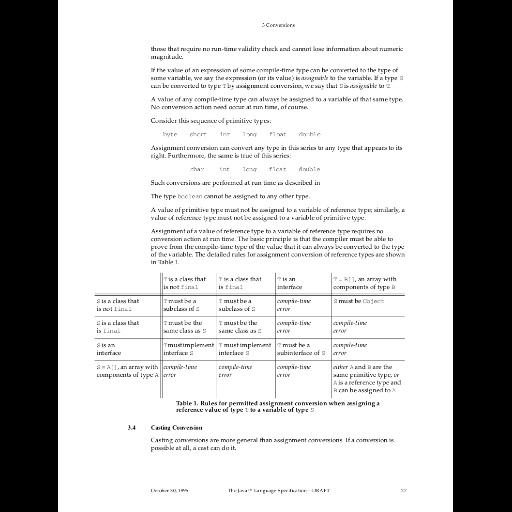 5 Conversions
those that require no run-time validity check and cannot lose information about numeric
magnitude.
If the value of an expression of some compile-time type can be converted to the type of
some variable, we say the expression (or its value) is assignable to the variable. If a type S
can be converted to type T by assignment conversion, we say that S is assignable to T.
A value of any compile-time type can always be assigned to a variable of that same type.
No conversion action need occur at run time, of course.
Consider this sequence of primitive types:
byte short int long float double
Assignment conversion can convert any type in this series to any type that appears to its
right. Furthermore, the same is true of this series:
char int long float double
Such conversions are performed at run time as described in
The type boolean cannot be assigned to any other type.
A value of primitive type must not be assigned to a variable of reference type; similarly, a
value of reference type must not be assigned to a variable of primitive type.
Assignment of a value of reference type to a variable of reference type requires no
conversion action at run time. The basic principle is that the compiler must be able to
prove from the compile-time type of the value that it can always be converted to the type
of the variable. The detailed rules for assignment conversion of reference types are shown
in Table 1.
T is a class that T is a class that T is an T = B[], an array with
is not final is final interface components of type B
S is a class that T must be a T must be a compile-time S must be Object
is not final subclass of S subclass of S error
S is a class that T must be the T must be the compile-time compile-time
is final same class as S same class as S error error
S is an T must implement T must implement T must be a compile-time
interface interface S interface S subinterface of S error
S = A[], an array with compile-time compile-time compile-time either A and B are the
components of type A error error error same primitive type, or
A is a reference type and
B can be assigned to A
Table 1. Rules for permitted assignment conversion when assigning a
reference value of type T to a variable of type S
3.4 Casting Conversion
Casting conversions are more general than assignment conversions. If a conversion is
possible at all, a cast can do it.
October 30, 1995 The Java™ Language Specification—DRAFT